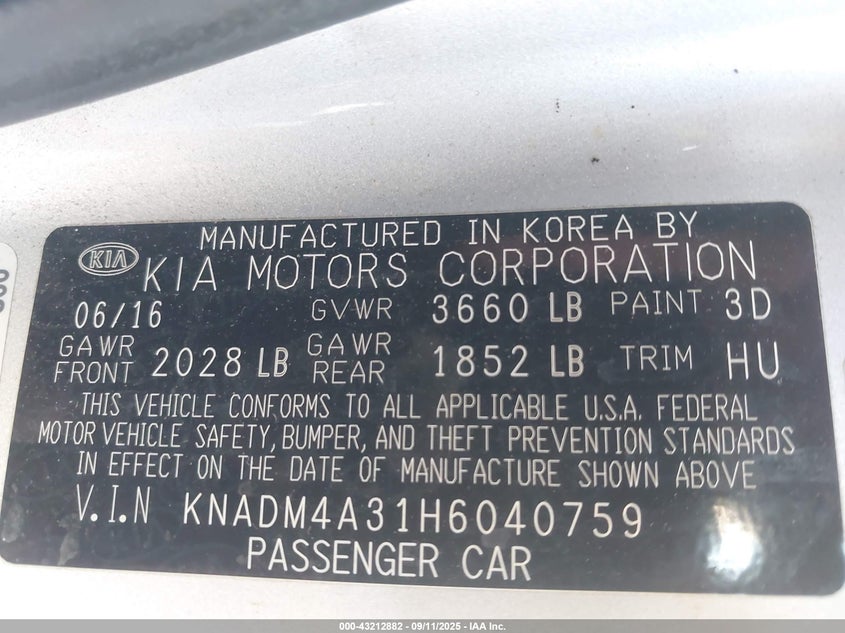 MANUFACTURED IN KOREA BY
KIA KIA MOTORS CORPORATION
06/16 GVWR 3660 LB PAINT 3D
GAWR FRONT 2028 LB GAWR REAR 1852 LB TRIM HU
THIS VEHICLE CONFORMS TO ALL APPLICABLE U.S.A. FEDERAL
MOTOR VEHICLE SAFETY, BUMPER, AND THEFT PREVENTION STANDARDS
IN EFFECT ON THE DATE OF MANUFACTURE SHOWN ABOVE
V.I.N KNADM4A31H6040759
PASSENGER CAR
000-43212882 - 09/11/2025 - IAA Inc.